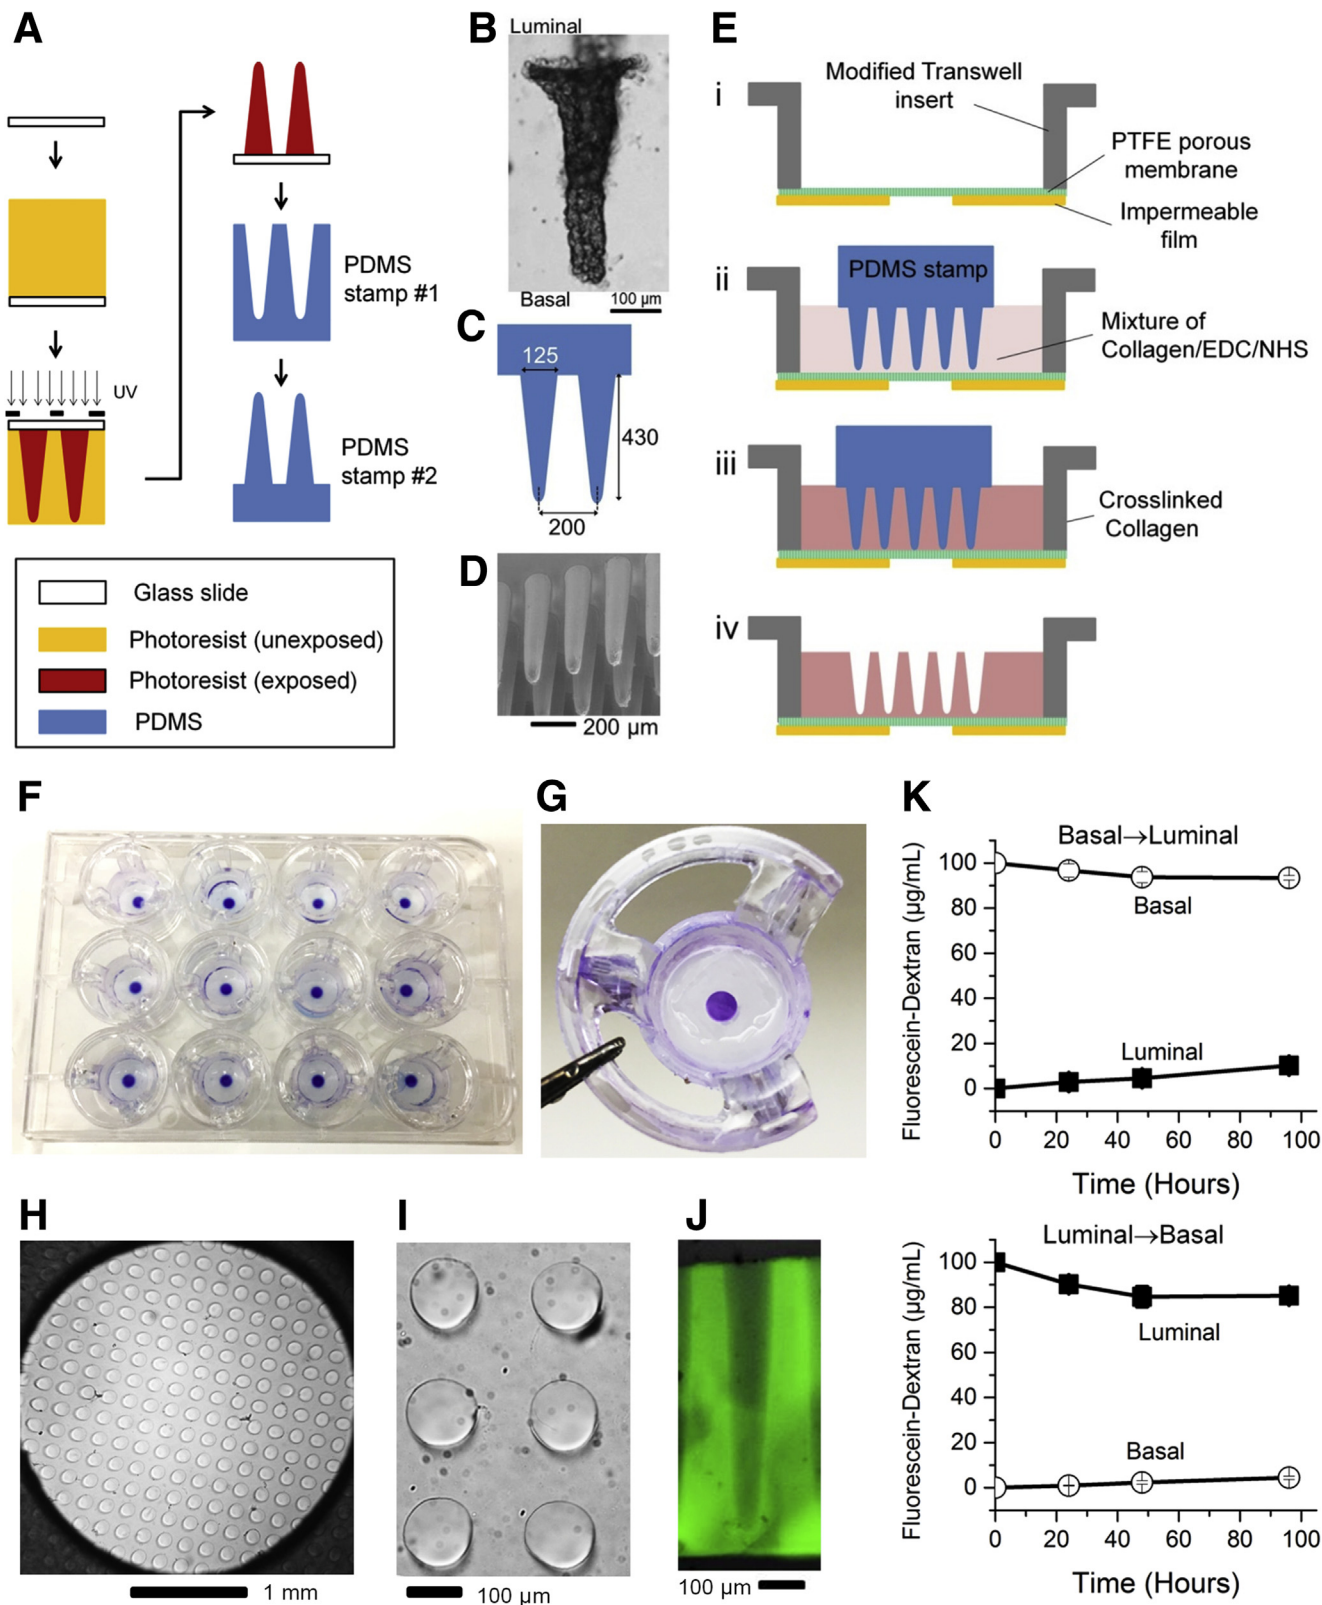 A
UV
PDMS
stamp #1
PDMS
stamp #2
Glass slide
Photoresist (unexposed)
Photoresist (exposed)
PDMS
B
Luminal
Basal
100 µm
C
125
430
200
D
200 µm
E
i
Modified Transwell
insert
PTFE porous
membrane
Impermeable
film
ii
PDMS stamp
Mixture of
Collagen/EDC/NHS
iii
Crosslinked
Collagen
iv
F
G
H
1 mm
I
100 µm
J
100 µm
K
Basal→Luminal
Fluorescein-Dextran (µg/mL)
100
80
60
40
20
0
Basal
Luminal
0 20 40 60 80 100
Time (Hours)
Luminal→Basal
Fluorescein-Dextran (µg/mL)
100
80
60
40
20
0
Luminal
Basal
0 20 40 60 80 100
Time (Hours)